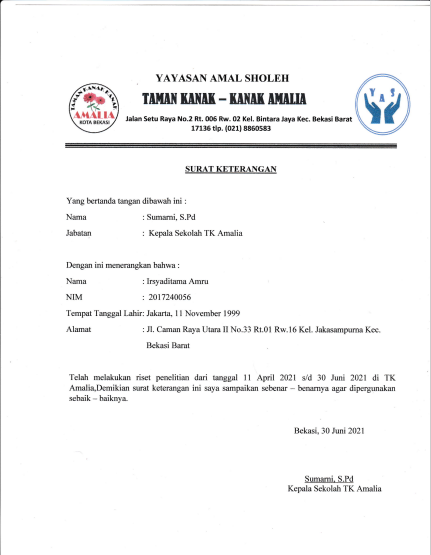 YAYASAN AMAL SHOLEH
TAMAN KANAK – KANAK AMALIA
Jalan Setu Raya No.2 Rt. 006 Rw. 02 Kel. Bintara Jaya Kec. Bekasi Barat
17136 tlp. (021) 8860583
TAMAN KANAK KANAK
AMALIA
KOTA BEKASI
Y A S
SURAT KETERANGAN
Yang bertanda tangan dibawah ini :
Nama : Sumarni, S.Pd
Jabatan : Kepala Sekolah TK Amalia
Dengan ini menerangkan bahwa :
Nama : Irsyaditama Amru
NIM : 2017240056
Tempat Tanggal Lahir: Jakarta, 11 November 1999
Alamat : Jl. Caman Raya Utara II No.33 Rt.01 Rw.16 Kel. Jakasampurna Kec.
Bekasi Barat
Telah melakukan riset penelitian dari tanggal 11 April 2021 s/d 30 Juni 2021 di TK
Amalia,Demikian surat keterangan ini saya sampaikan sebenar – benarnya agar dipergunakan
sebaik – baiknya.
Bekasi, 30 Juni 2021
Sumarni, S.Pd
Kepala Sekolah TK Amalia